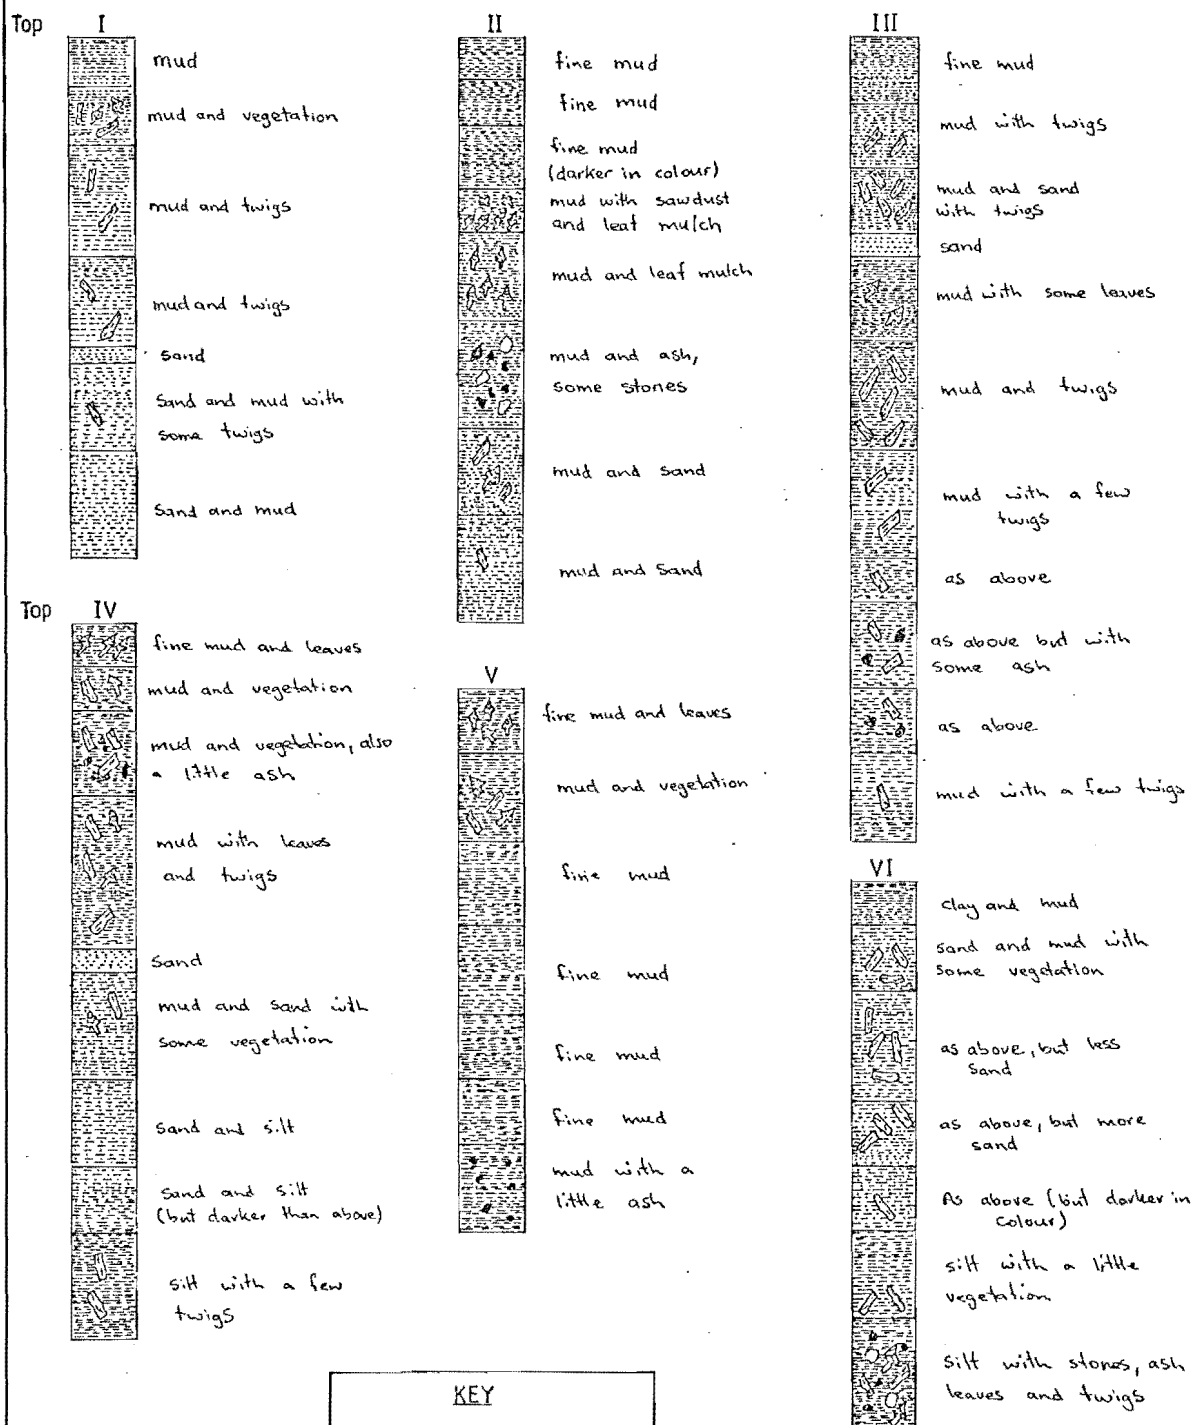 Top
I
mud
mud and vegetation
mud and twigs
mud and twigs
sand
Sand and mud with
some twigs
Sand and mud
II
fine mud
fine mud
fine mud
(darker in colour)
mud with sawdust
and leaf mulch
mud and leaf mulch
mud and ash,
some stones
mud and sand
mud and sand
III
fine mud
mud with twigs
mud and sand
with twigs
sand
mud with some leaves
mud and twigs
mud with a few
twigs
as above
as above but with
some ash
as above
mud with a few twigs
Top
IV
fine mud and leaves
mud and vegetation
mud and vegetation, also
a little ash
mud with leaves
and twigs
sand
mud and sand with
some vegetation
Sand and silt
Sand and silt
(but darker than above)
silt with a few
twigs
V
fine mud and leaves
mud and vegetation
fine mud
fine mud
fine mud
fine mud
mud with a
little ash
VI
clay and mud
sand and mud with
some vegetation
as above, but less
sand
as above, but more
sand
As above (but darker in
colour)
silt with a little
vegetation
silt with stones, ash
leaves and twigs
KEY